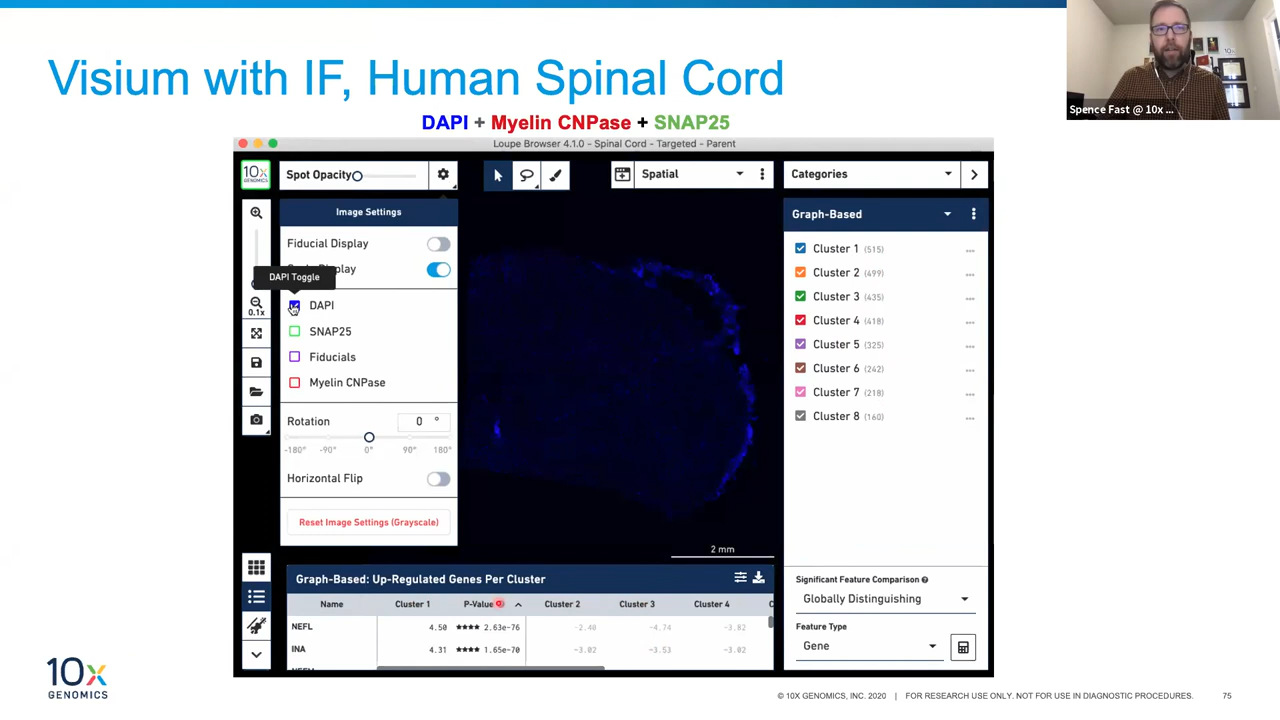 Visium with IF, Human Spinal Cord
DAPI + Myelin CNPase + SNAP25
Spence Fast @ 10x ...
Loupe Browser 4.1.0 - Spinal Cord - Targeted - Parent
10x
GENOMICS
Spot Opacity
Spatial
Categories
Image Settings
Graph-Based
Fiducial Display
Display
DAPI Toggle
DAPI
SNAP25
Fiducials
Myelin CNPase
0.1x
Rotation
0 °
-180° -90° 0° 90° 180°
Horizontal Flip
Reset Image Settings (Grayscale)
Cluster 1 (515) ...
Cluster 2 (499) ...
Cluster 3 (435) ...
Cluster 4 (418) ...
Cluster 5 (325) ...
Cluster 6 (242) ...
Cluster 7 (218) ...
Cluster 8 (160) ...
2 mm
Graph-Based: Up-Regulated Genes Per Cluster
Name Cluster 1 P-Value Cluster 2 Cluster 3 Cluster 4
NEFL 4.50 **** 2.63e-76 -2.40 -4.74 -3.82
INA 4.31 **** 1.65e-70 -3.02 -3.53 -3.02
Significant Feature Comparison
Globally Distinguishing
Feature Type
Gene
10x
GENOMICS
© 10X GENOMICS, INC. 2020 | FOR RESEARCH USE ONLY. NOT FOR USE IN DIAGNOSTIC PROCEDURES. 75